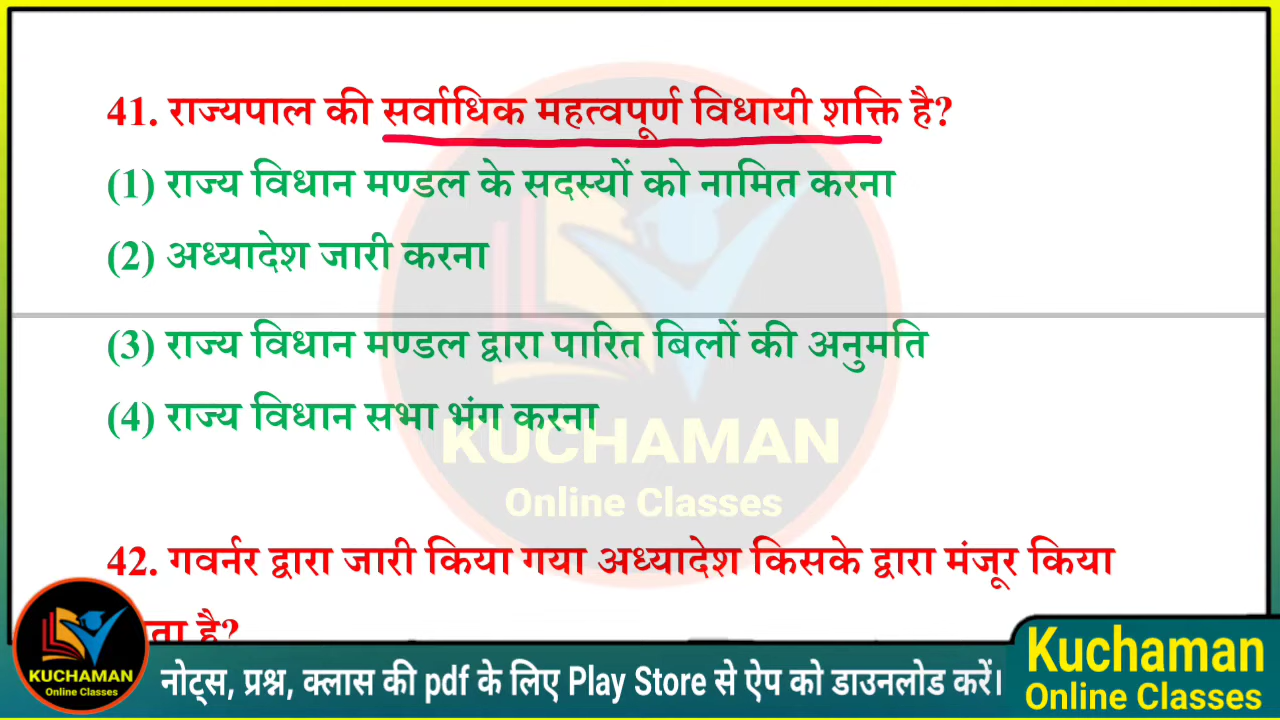 41. राज्यपाल की सर्वाधिक महत्वपूर्ण विधायी शक्ति है?
(1) राज्य विधान मण्डल के सदस्यों को नामित करना
(2) अध्यादेश जारी करना
(3) राज्य विधान मण्डल द्वारा पारित बिलों की अनुमति
(4) राज्य विधान सभा भंग करना
KUCHAMAN
Online Classes
42. गवर्नर द्वारा जारी किया गया अध्यादेश किसके द्वारा मंजूर किया
है?
KUCHAMAN
Online Classes
नोट्स, प्रश्न, क्लास की pdf के लिए Play Store से ऐप को डाउनलोड करें।
Kuchaman
Online Classes